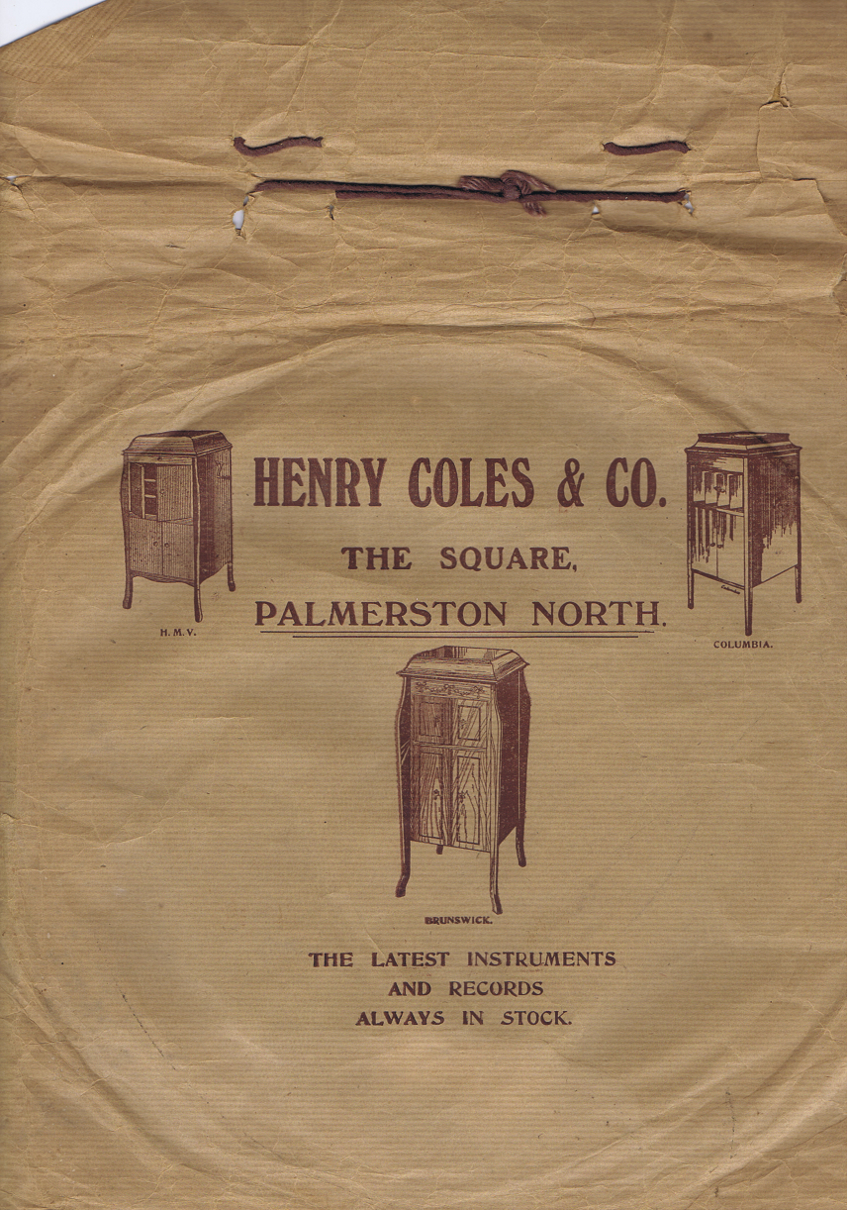 HENRY COLES & CO.
THE SQUARE,
PALMERSTON NORTH.
H. M. V.
COLUMBIA.
BRUNSWICK.
THE LATEST INSTRUMENTS
AND RECORDS
ALWAYS IN STOCK.